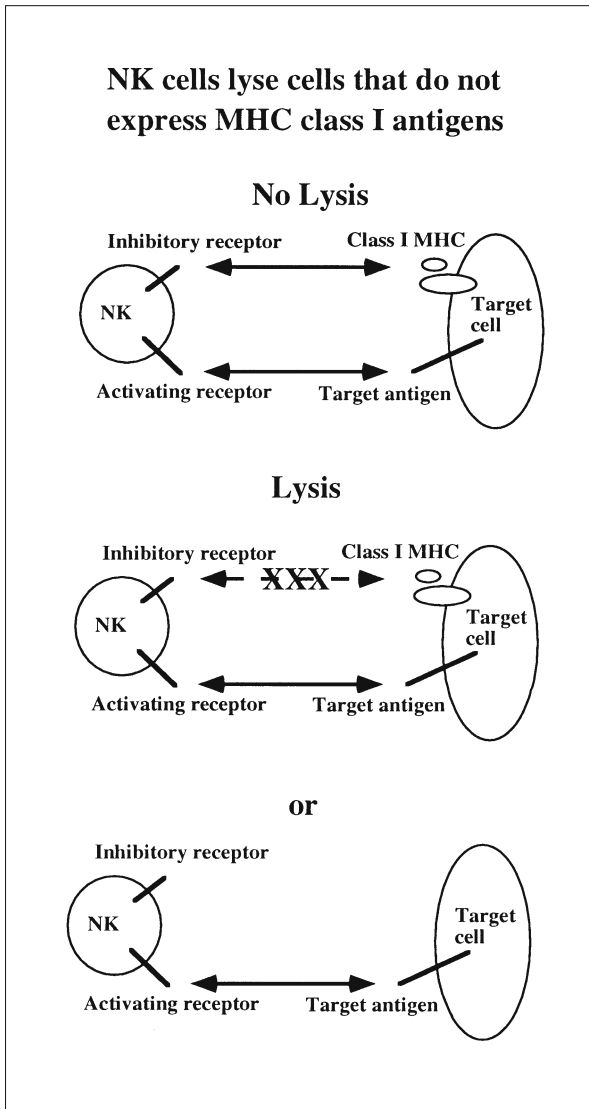 NK cells lyse cells that do not
express MHC class I antigens
No Lysis
Inhibitory receptor
Class I MHC
NK
Target
cell
Activating receptor
Target antigen
Lysis
Inhibitory receptor
XXX
Class I MHC
NK
Target
cell
Activating receptor
Target antigen
or
Inhibitory receptor
NK
Target
cell
Activating receptor
Target antigen